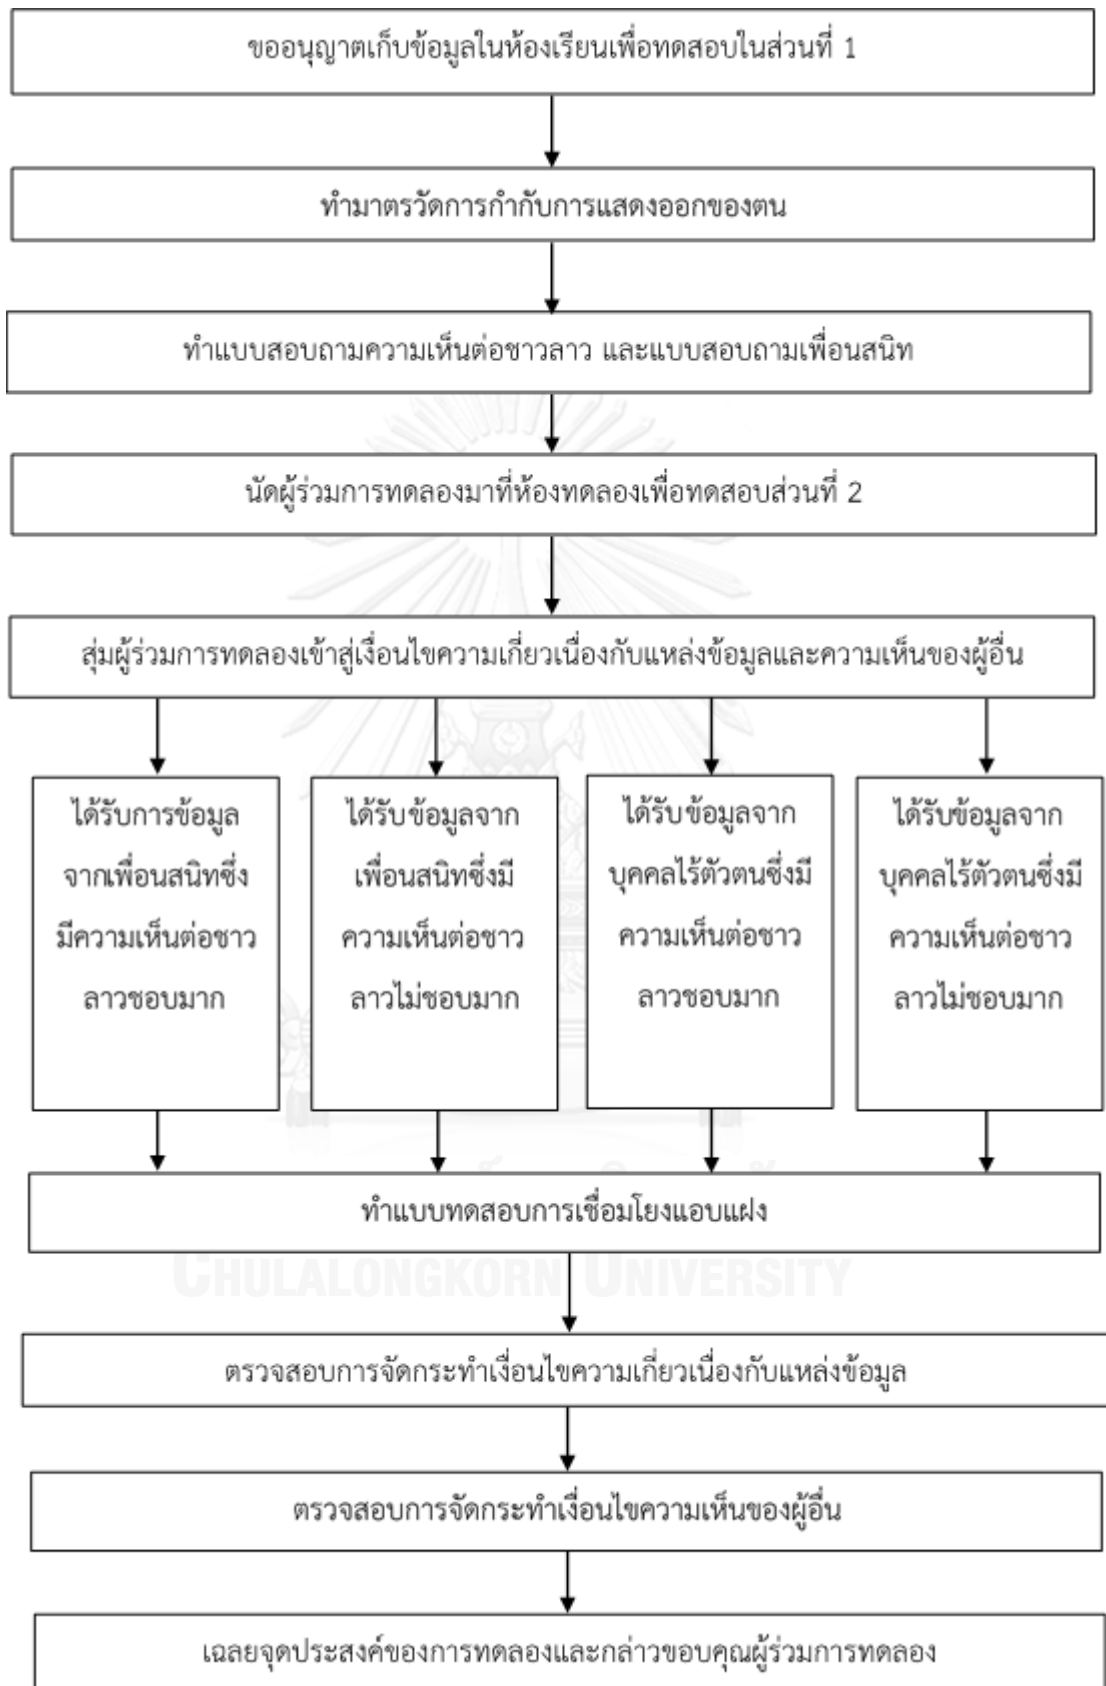 ขออนุญาตเก็บข้อมูลในห้องเรียนเพื่อทดสอบในส่วนที่ 1
ทำมาตรวัดการกำกับการแสดงออกของตน
ทำแบบสอบถามความเห็นต่อชาวลาว และแบบสอบถามเพื่อนสนิท
นัดผู้ร่วมการทดลองมาที่ห้องทดลองเพื่อทดสอบส่วนที่ 2
สุ่มผู้ร่วมการทดลองเข้าสู่เงื่อนไขความเกี่ยวเนื่องกับแหล่งข้อมูลและความเห็นของผู้อื่น
ได้รับการข้อมูล
จากเพื่อนสนิทซึ่ง
มีความเห็นต่อชาว
ลาวชอบมาก
ได้รับข้อมูลจาก
เพื่อนสนิทซึ่งมี
ความเห็นต่อชาว
ลาวไม่ชอบมาก
ได้รับข้อมูลจาก
บุคคลไร้ตัวตนซึ่งมี
ความเห็นต่อชาว
ลาวชอบมาก
ได้รับข้อมูลจาก
บุคคลไร้ตัวตนซึ่งมี
ความเห็นต่อชาว
ลาวไม่ชอบมาก
ทำแบบทดสอบการเชื่อมโยงแอบแฝง
CHULALONGKORN UNIVERSITY
ตรวจสอบการจัดกระทำเงื่อนไขความเกี่ยวเนื่องกับแหล่งข้อมูล
ตรวจสอบการจัดกระทำเงื่อนไขความเห็นของผู้อื่น
เฉลยจุดประสงค์ของการทดลองและกล่าวขอบคุณผู้ร่วมการทดลอง